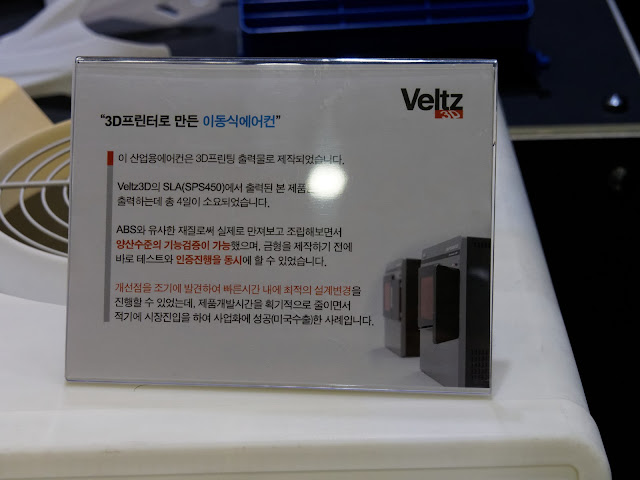 Veltz
3D
“3D프린터로 만든 이동식에어컨”
이 산업용에어컨은 3D프린팅 출력물로 제작되었습니다.
Veltz3D의 SLA(SPS450)에서 출력된 본 제품은
출력하는데 총 4일이 소요되었습니다.
ABS와 유사한 재질로써 실제로 만져보고 조립해보면서
양산수준의 기능검증이 가능했으며, 금형을 제작하기 전에
바로 테스트와 인증진행을 동시에 할 수 있었습니다.
개선점을 조기에 발견하여 빠른시간 내에 최적의 설계변경을
진행할 수 있었는데, 제품개발시간을 획기적으로 줄이면서
적기에 시장진입을 하여 사업화에 성공(미국수출)한 사례입니다.